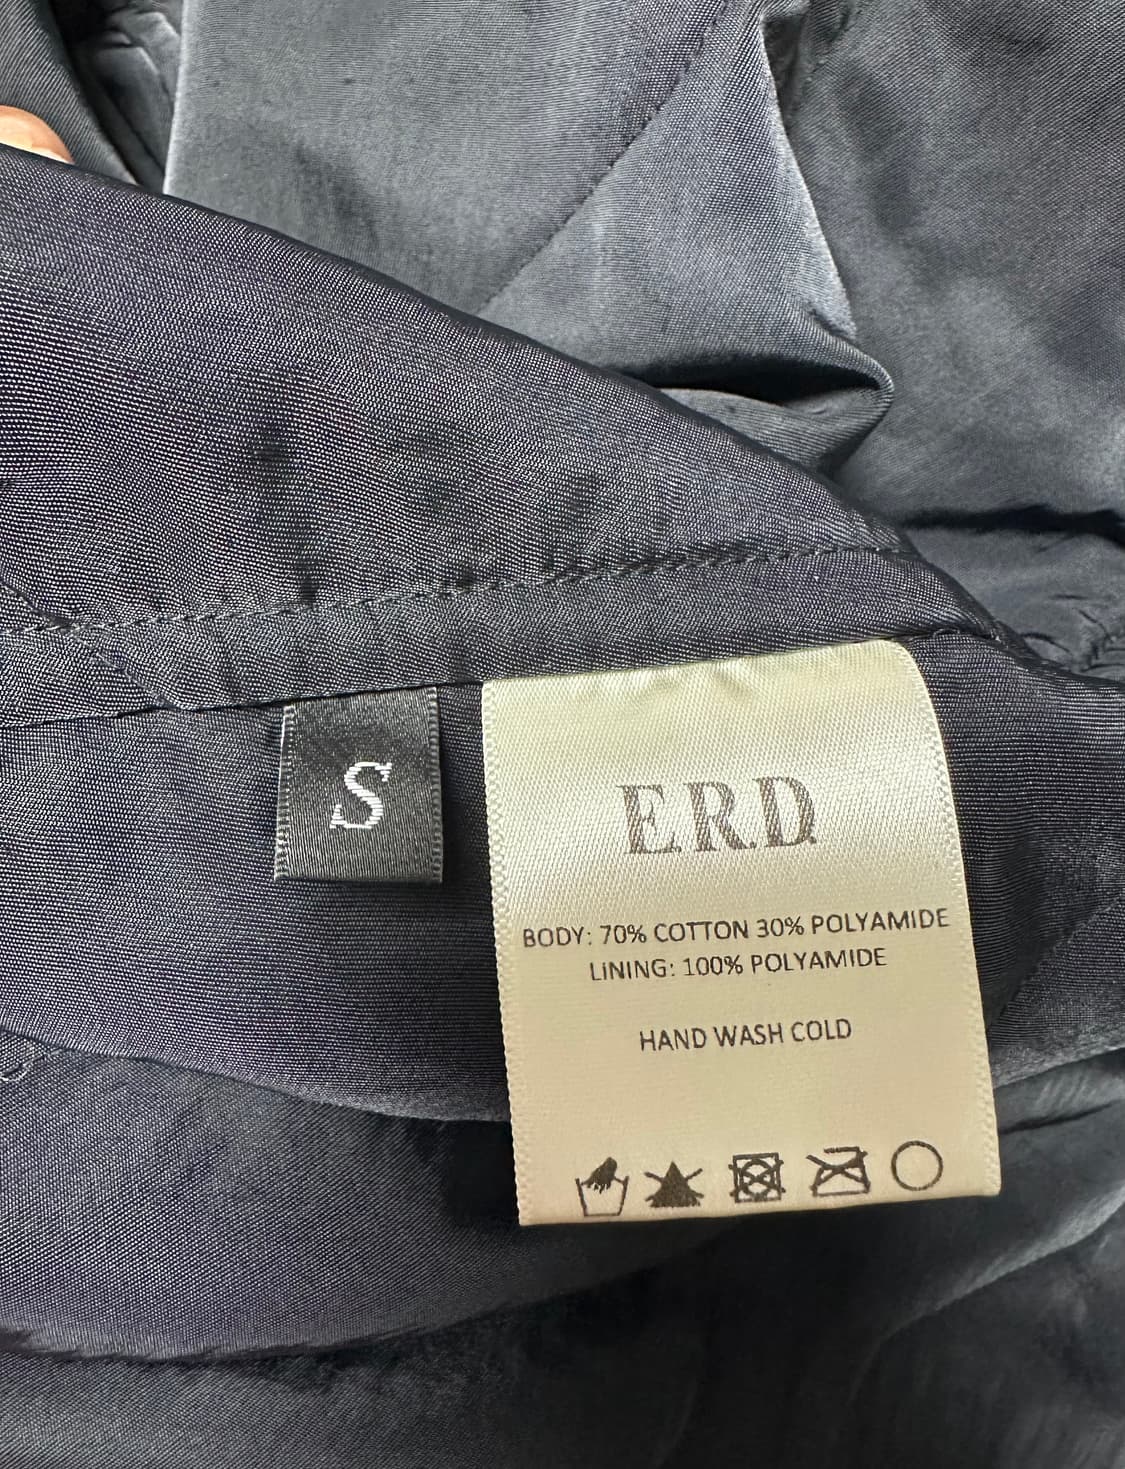 S
ERD
BODY: 70% COTTON 30% POLYAMIDE
LINING: 100% POLYAMIDE
HAND WASH COLD